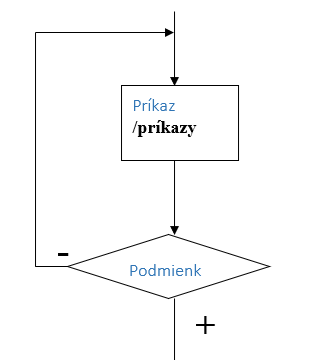 Príkaz
/príkazy
-
Podmienk
+